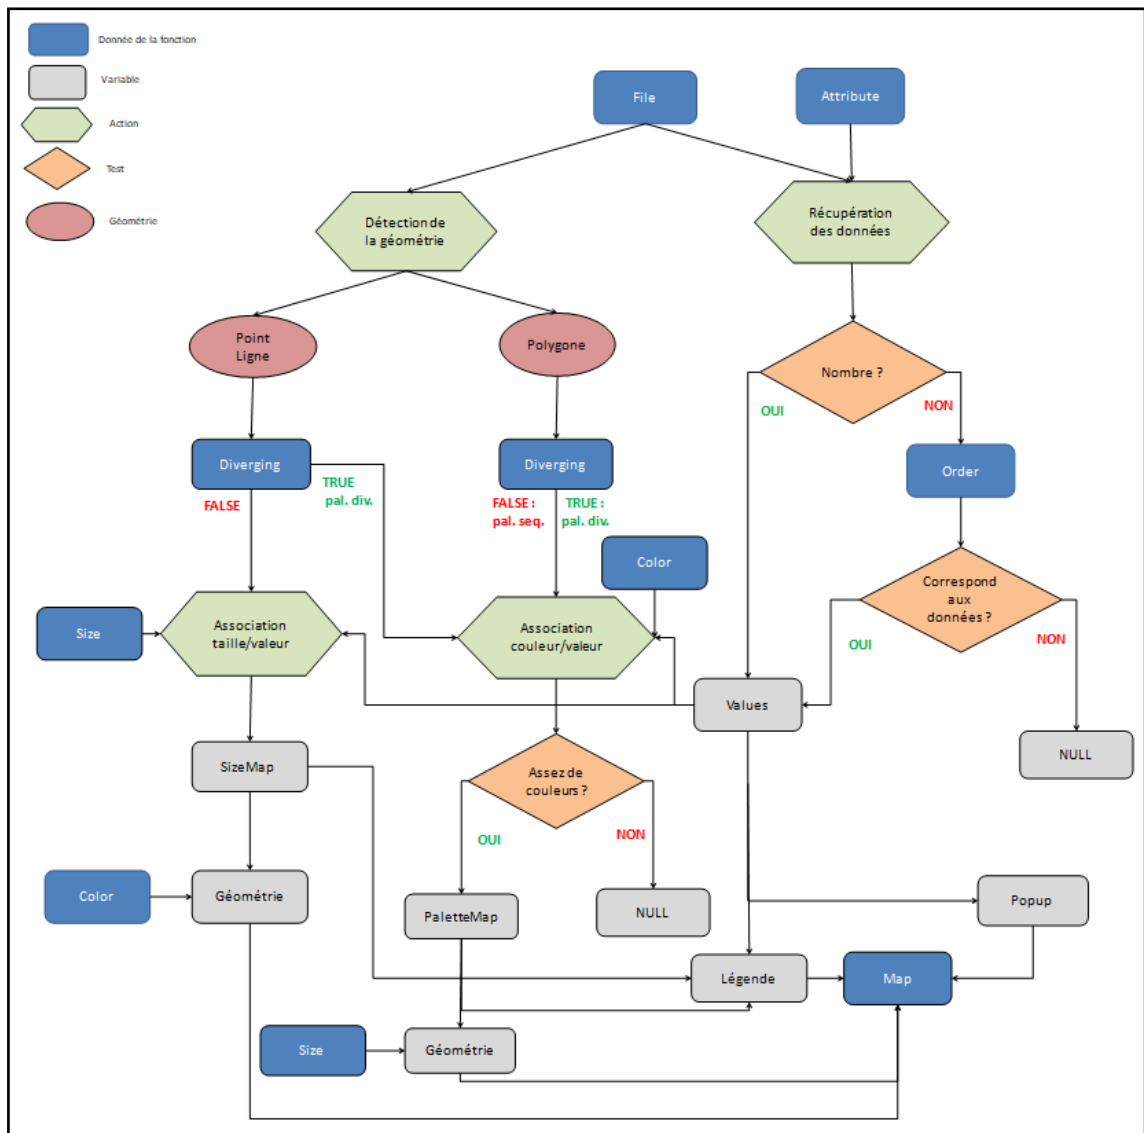 Donnée de la fonction
Variable
Action
Test
Géométrie
File
Attribute
Détection de
la géométrie
Récupération
des données
Point
Ligne
Polygone
Nombre ?
OUI
NON
Diverging
Diverging
Order
FALSE
TRUE
pal. div.
FALSE :
pal. seq.
TRUE :
pal. div.
Color
Correspond
aux
données ?
OUI
NON
Size
Association
taille/valeur
Association
couleur/valeur
Values
NULL
SizeMap
Assez de
couleurs ?
OUI
NON
Color
Géométrie
PaletteMap
NULL
Popup
Légende
Map
Size
Géométrie